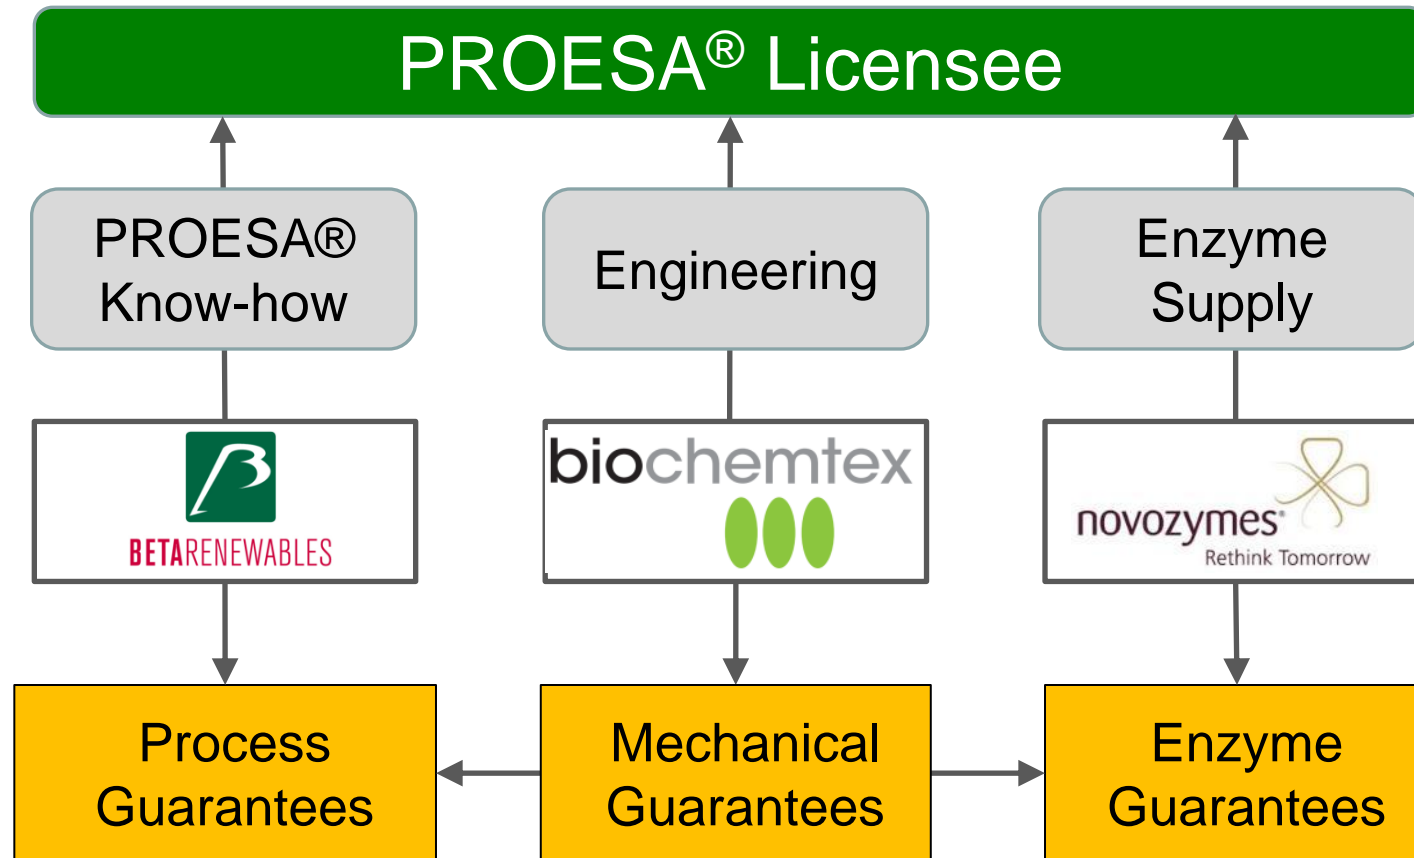 PROESA® Licensee
PROESA®
Know-how
Engineering
Enzyme
Supply
BETARENEWABLES
biochemtex
novozymes®
Rethink Tomorrow
Process
Guarantees
Mechanical
Guarantees
Enzyme
Guarantees